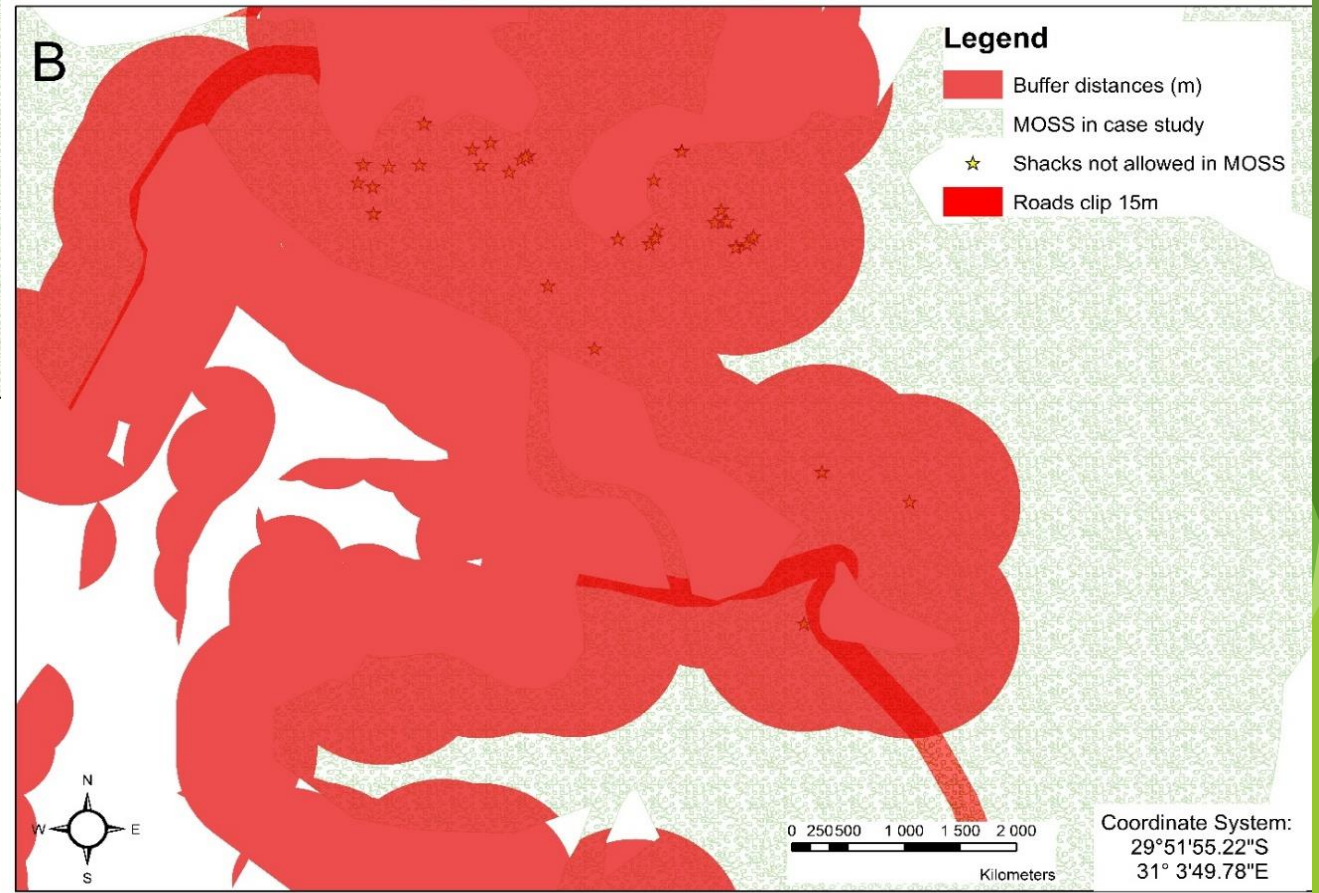 B
Legend
Buffer distances (m)
MOSS in case study
Shacks not allowed in MOSS
Roads clip 15m
N
W E
S
0 250 500 1 000 1 500 2 000
Kilometers
Coordinate System:
29°51'55.22"S
31° 3'49.78"E